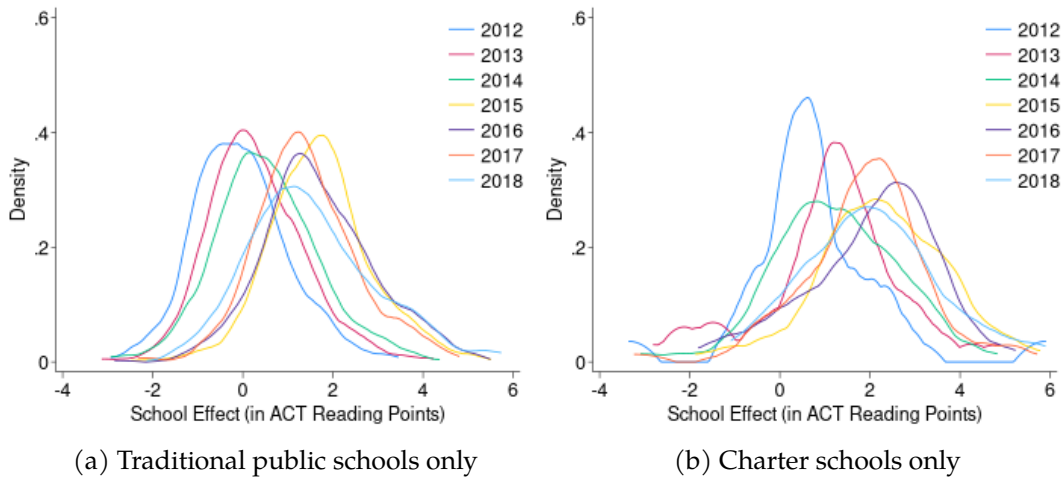 .6
.4
.2
0
Density
-4 -2 0 2 4 6
School Effect (in ACT Reading Points)
2012
2013
2014
2015
2016
2017
2018
(a) Traditional public schools only
.6
.4
.2
0
Density
-4 -2 0 2 4 6
School Effect (in ACT Reading Points)
2012
2013
2014
2015
2016
2017
2018
(b) Charter schools only